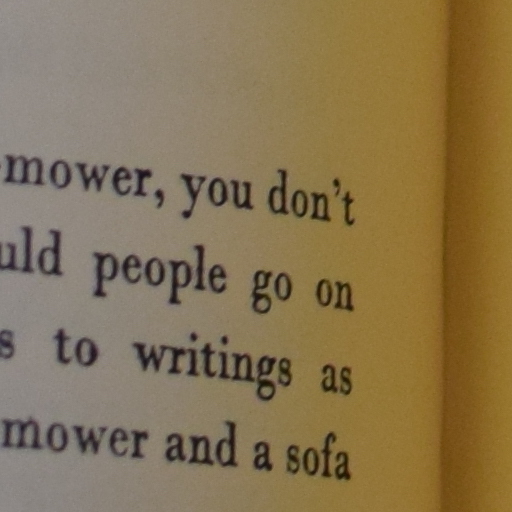 -mower, you don't
uld people go on
s to writings as
mower and a sofa